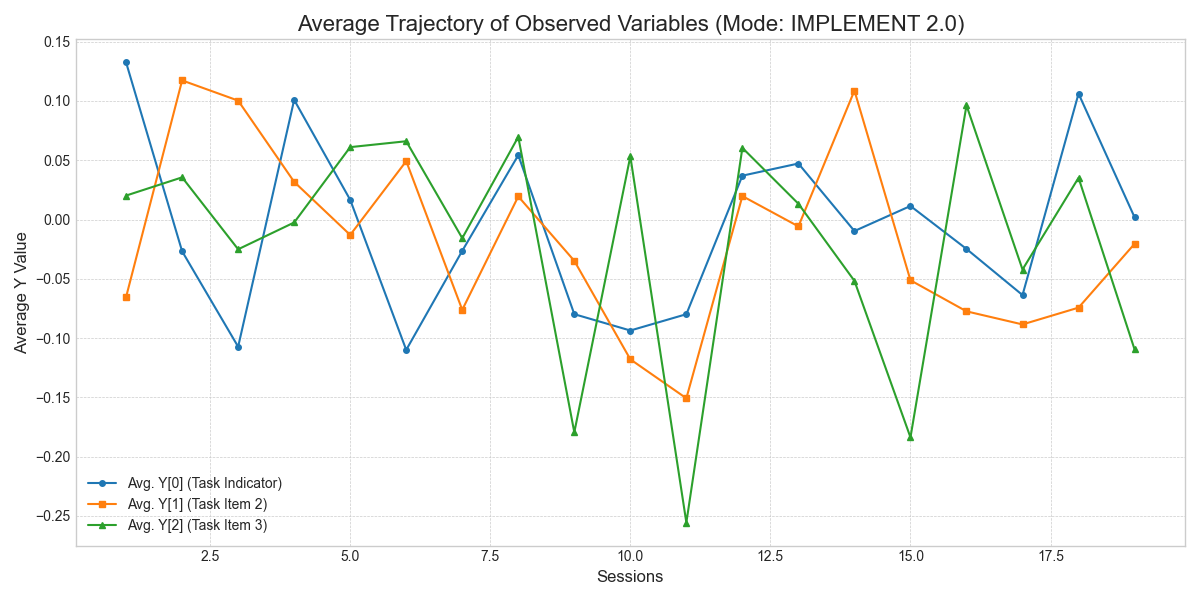 Average Trajectory of Observed Variables (Mode: IMPLEMENT 2.0)
Average Y Value
0.15
0.10
0.05
0.00
−0.05
−0.10
−0.15
−0.20
−0.25
Avg. Y[0] (Task Indicator)
Avg. Y[1] (Task Item 2)
Avg. Y[2] (Task Item 3)
2.5 5.0 7.5 10.0 12.5 15.0 17.5
Sessions